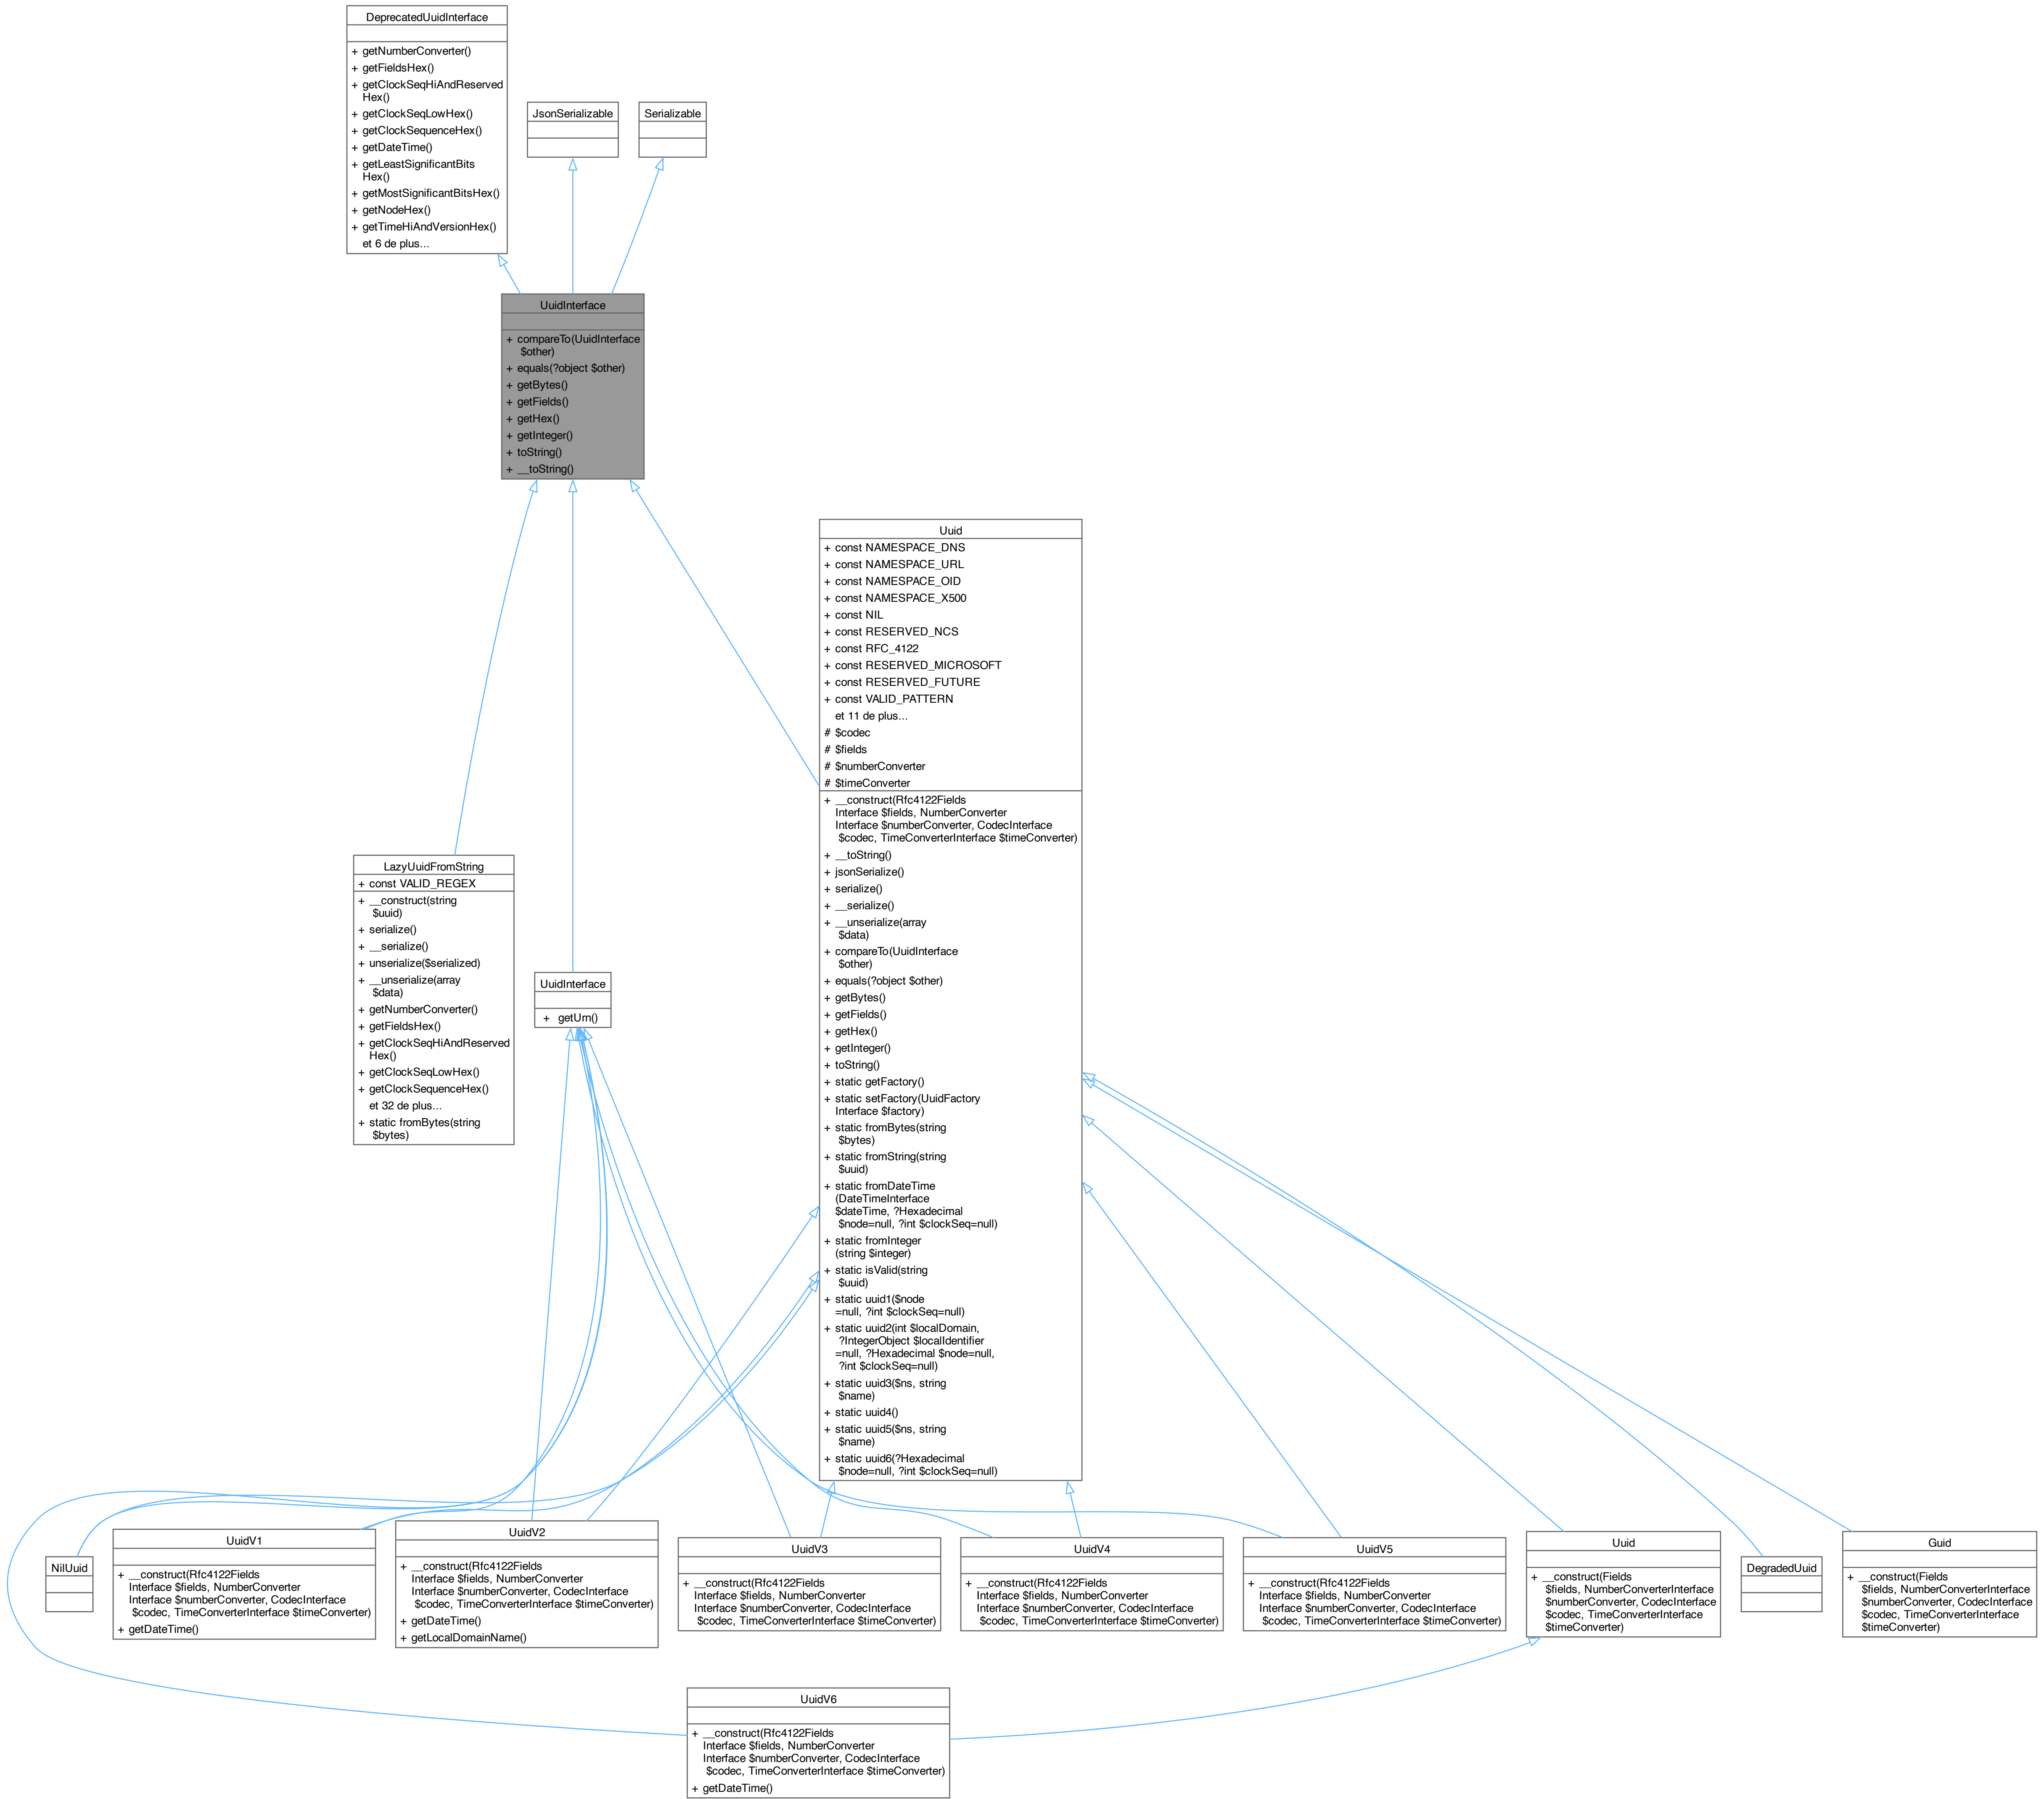 DeprecatedUuidInterface
+ getNumberConverter()
+ getFieldsHex()
+ getClockSeqHiAndReserved
Hex()
+ getClockSeqLowHex()
+ getClockSequenceHex()
+ getDateTime()
+ getLeastSignificantBits
Hex()
+ getMostSignificantBitsHex()
+ getNodeHex()
+ getTimeHiAndVersionHex()
et 6 de plus...
JsonSerializable
Serializable
UuidInterface
+ compareTo(UuidInterface
$other)
+ equals(?object $other)
+ getBytes()
+ getFields()
+ getHex()
+ getInteger()
+ toString()
+ __toString()
Uuid
+ const NAMESPACE_DNS
+ const NAMESPACE_URL
+ const NAMESPACE_OID
+ const NAMESPACE_X500
+ const NIL
+ const RESERVED_NCS
+ const RFC_4122
+ const RESERVED_MICROSOFT
+ const RESERVED_FUTURE
+ const VALID_PATTERN
et 11 de plus...
# $codec
# $fields
# $numberConverter
# $timeConverter
+ __construct(Rfc4122Fields
Interface $fields, NumberConverter
Interface $numberConverter, CodecInterface
$codec, TimeConverterInterface $timeConverter)
+ __toString()
+ jsonSerialize()
+ serialize()
+ __serialize()
+ __unserialize(array
$data)
+ compareTo(UuidInterface
$other)
+ equals(?object $other)
+ getBytes()
+ getFields()
+ getHex()
+ getInteger()
+ toString()
+ static getFactory()
+ static setFactory(UuidFactory
Interface $factory)
+ static fromBytes(string
$bytes)
+ static fromString(string
$uuid)
+ static fromDateTime
(DateTimeInterface
$dateTime, ?Hexadecimal
$node=null, ?int $clockSeq=null)
+ static fromInteger
(string $integer)
+ static isValid(string
$uuid)
+ static uuid1($node
=null, ?int $clockSeq=null)
+ static uuid2(int $localDomain,
?IntegerObject $localIdentifier
=null, ?Hexadecimal $node=null,
?int $clockSeq=null)
+ static uuid3($ns, string
$name)
+ static uuid4()
+ static uuid5($ns, string
$name)
+ static uuid6(?Hexadecimal
$node=null, ?int $clockSeq=null)
LazyUuidFromString
+ const VALID_REGEX
+ __construct(string
$uuid)
+ serialize()
+ __serialize()
+ unserialize($serialized)
+ __unserialize(array
$data)
+ getNumberConverter()
+ getFieldsHex()
+ getClockSeqHiAndReserved
Hex()
+ getClockSeqLowHex()
+ getClockSequenceHex()
et 32 de plus...
+ static fromBytes(string
$bytes)
UuidInterface
+ getUrn()
NilUuid
UuidV1
+ __construct(Rfc4122Fields
Interface $fields, NumberConverter
Interface $numberConverter, CodecInterface
$codec, TimeConverterInterface $timeConverter)
+ getDateTime()
UuidV2
+ __construct(Rfc4122Fields
Interface $fields, NumberConverter
Interface $numberConverter, CodecInterface
$codec, TimeConverterInterface $timeConverter)
+ getDateTime()
+ getLocalDomainName()
UuidV3
+ __construct(Rfc4122Fields
Interface $fields, NumberConverter
Interface $numberConverter, CodecInterface
$codec, TimeConverterInterface $timeConverter)
UuidV4
+ __construct(Rfc4122Fields
Interface $fields, NumberConverter
Interface $numberConverter, CodecInterface
$codec, TimeConverterInterface $timeConverter)
UuidV5
+ __construct(Rfc4122Fields
Interface $fields, NumberConverter
Interface $numberConverter, CodecInterface
$codec, TimeConverterInterface $timeConverter)
Uuid
+ __construct(Fields
$fields, NumberConverterInterface
$numberConverter, CodecInterface
$codec, TimeConverterInterface
$timeConverter)
DegradedUuid
Guid
+ __construct(Fields
$fields, NumberConverterInterface
$numberConverter, CodecInterface
$codec, TimeConverterInterface
$timeConverter)
UuidV6
+ __construct(Rfc4122Fields
Interface $fields, NumberConverter
Interface $numberConverter, CodecInterface
$codec, TimeConverterInterface $timeConverter)
+ getDateTime()